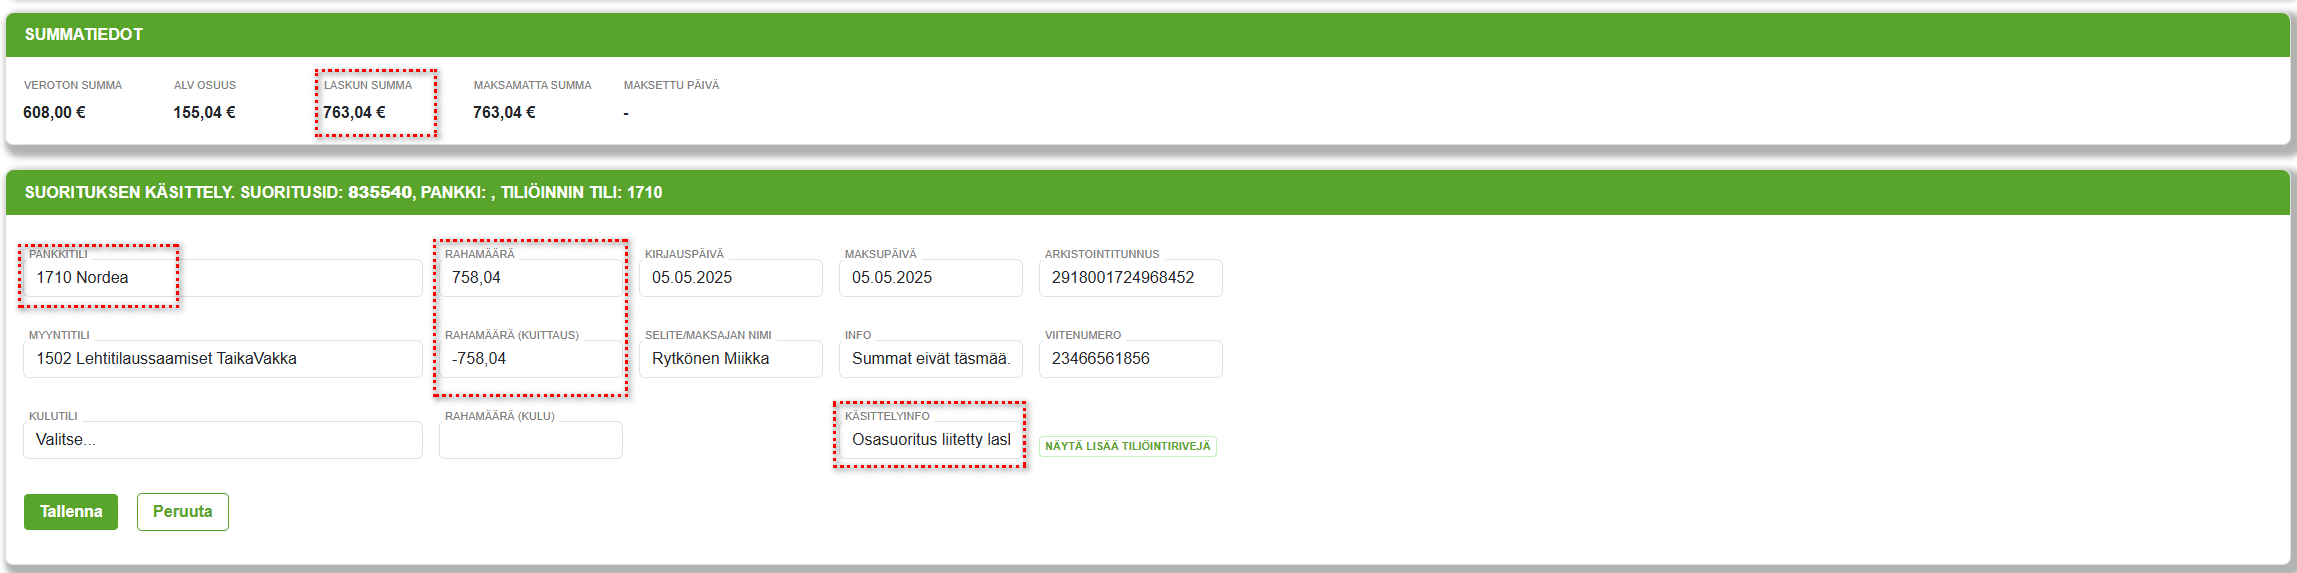 SUMMATIEDOT
VEROTON SUMMA ALV OSUUS LASKUN SUMMA MAKSAMATTA SUMMA MAKSETTU PÄIVÄ
608,00 € 155,04 € 763,04 € 763,04 € -
SUORITUKSEN KÄSITTELY. SUORITUSID: 835540, PANKKI: , TILIÖINNIN TILI: 1710
PANKKITILI RAHAMÄÄRÄ KIRJAUSPÄIVÄ MAKSUPÄIVÄ ARKISTOINTITUNNUS
1710 Nordea 758,04 05.05.2025 05.05.2025 2918001724968452
MYYNTITILI RAHAMÄÄRÄ (KUITTAUS) SELITE/MAKSAJAN NIMI INFO VIITENUMERO
1502 Lehtitilaussaamiset TaikaVakka -758,04 Rytkönen Miikka Summat eivät täsmää. 23466561856
KULUTILI RAHAMÄÄRÄ (KULU) KÄSITTELYINFO
Valitse... Osasuoritus liitetty lasl NÄYTÄ LISÄÄ TILIÖINTIRIVEJÄ
Tallenna Peruuta